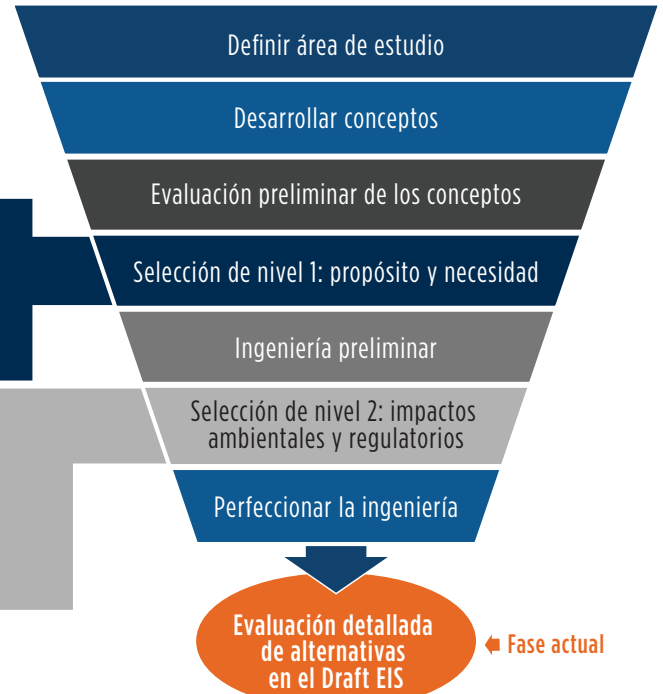 Definir área de estudio
Desarrollar conceptos
Evaluación preliminar de los conceptos
Selección de nivel 1: propósito y necesidad
Ingeniería preliminar
Selección de nivel 2: impactos
ambientales y regulatorios
Perfeccionar la ingeniería
Evaluación detallada
de alternativas
en el Draft EIS
Fase actual